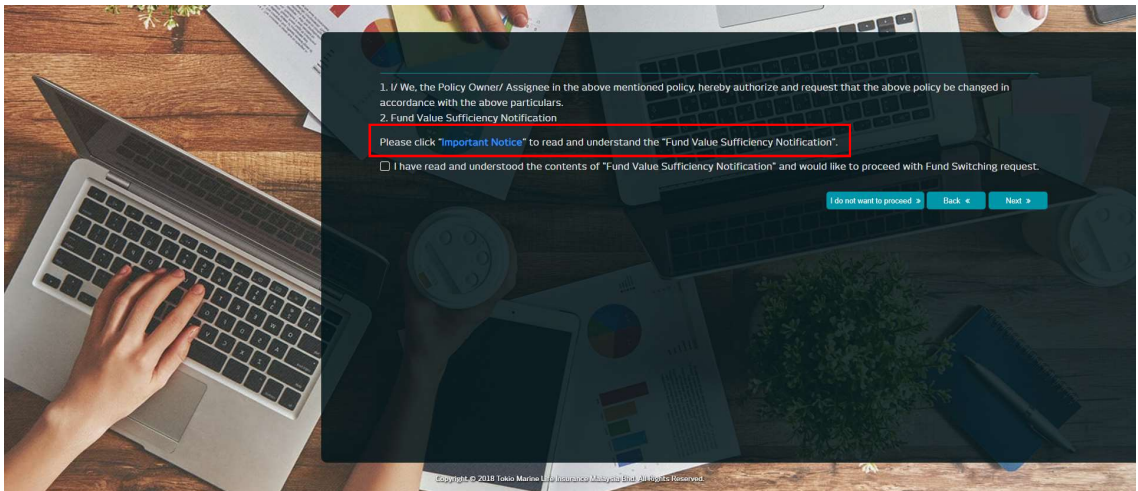 1. I/ We, the Policy Owner/ Assignee in the above mentioned policy, hereby authorize and request that the above policy be changed in
accordance with the above particulars.
2. Fund Value Sufficiency Notification
Please click "Important Notice" to read and understand the "Fund Value Sufficiency Notification".
I have read and understood the contents of "Fund Value Sufficiency Notification" and would like to proceed with Fund Switching request.
I do not want to proceed » Back « Next »
Copyright © 2018 Tokio Marine Life Insurance Malaysia Bhd. All Rights Reserved.